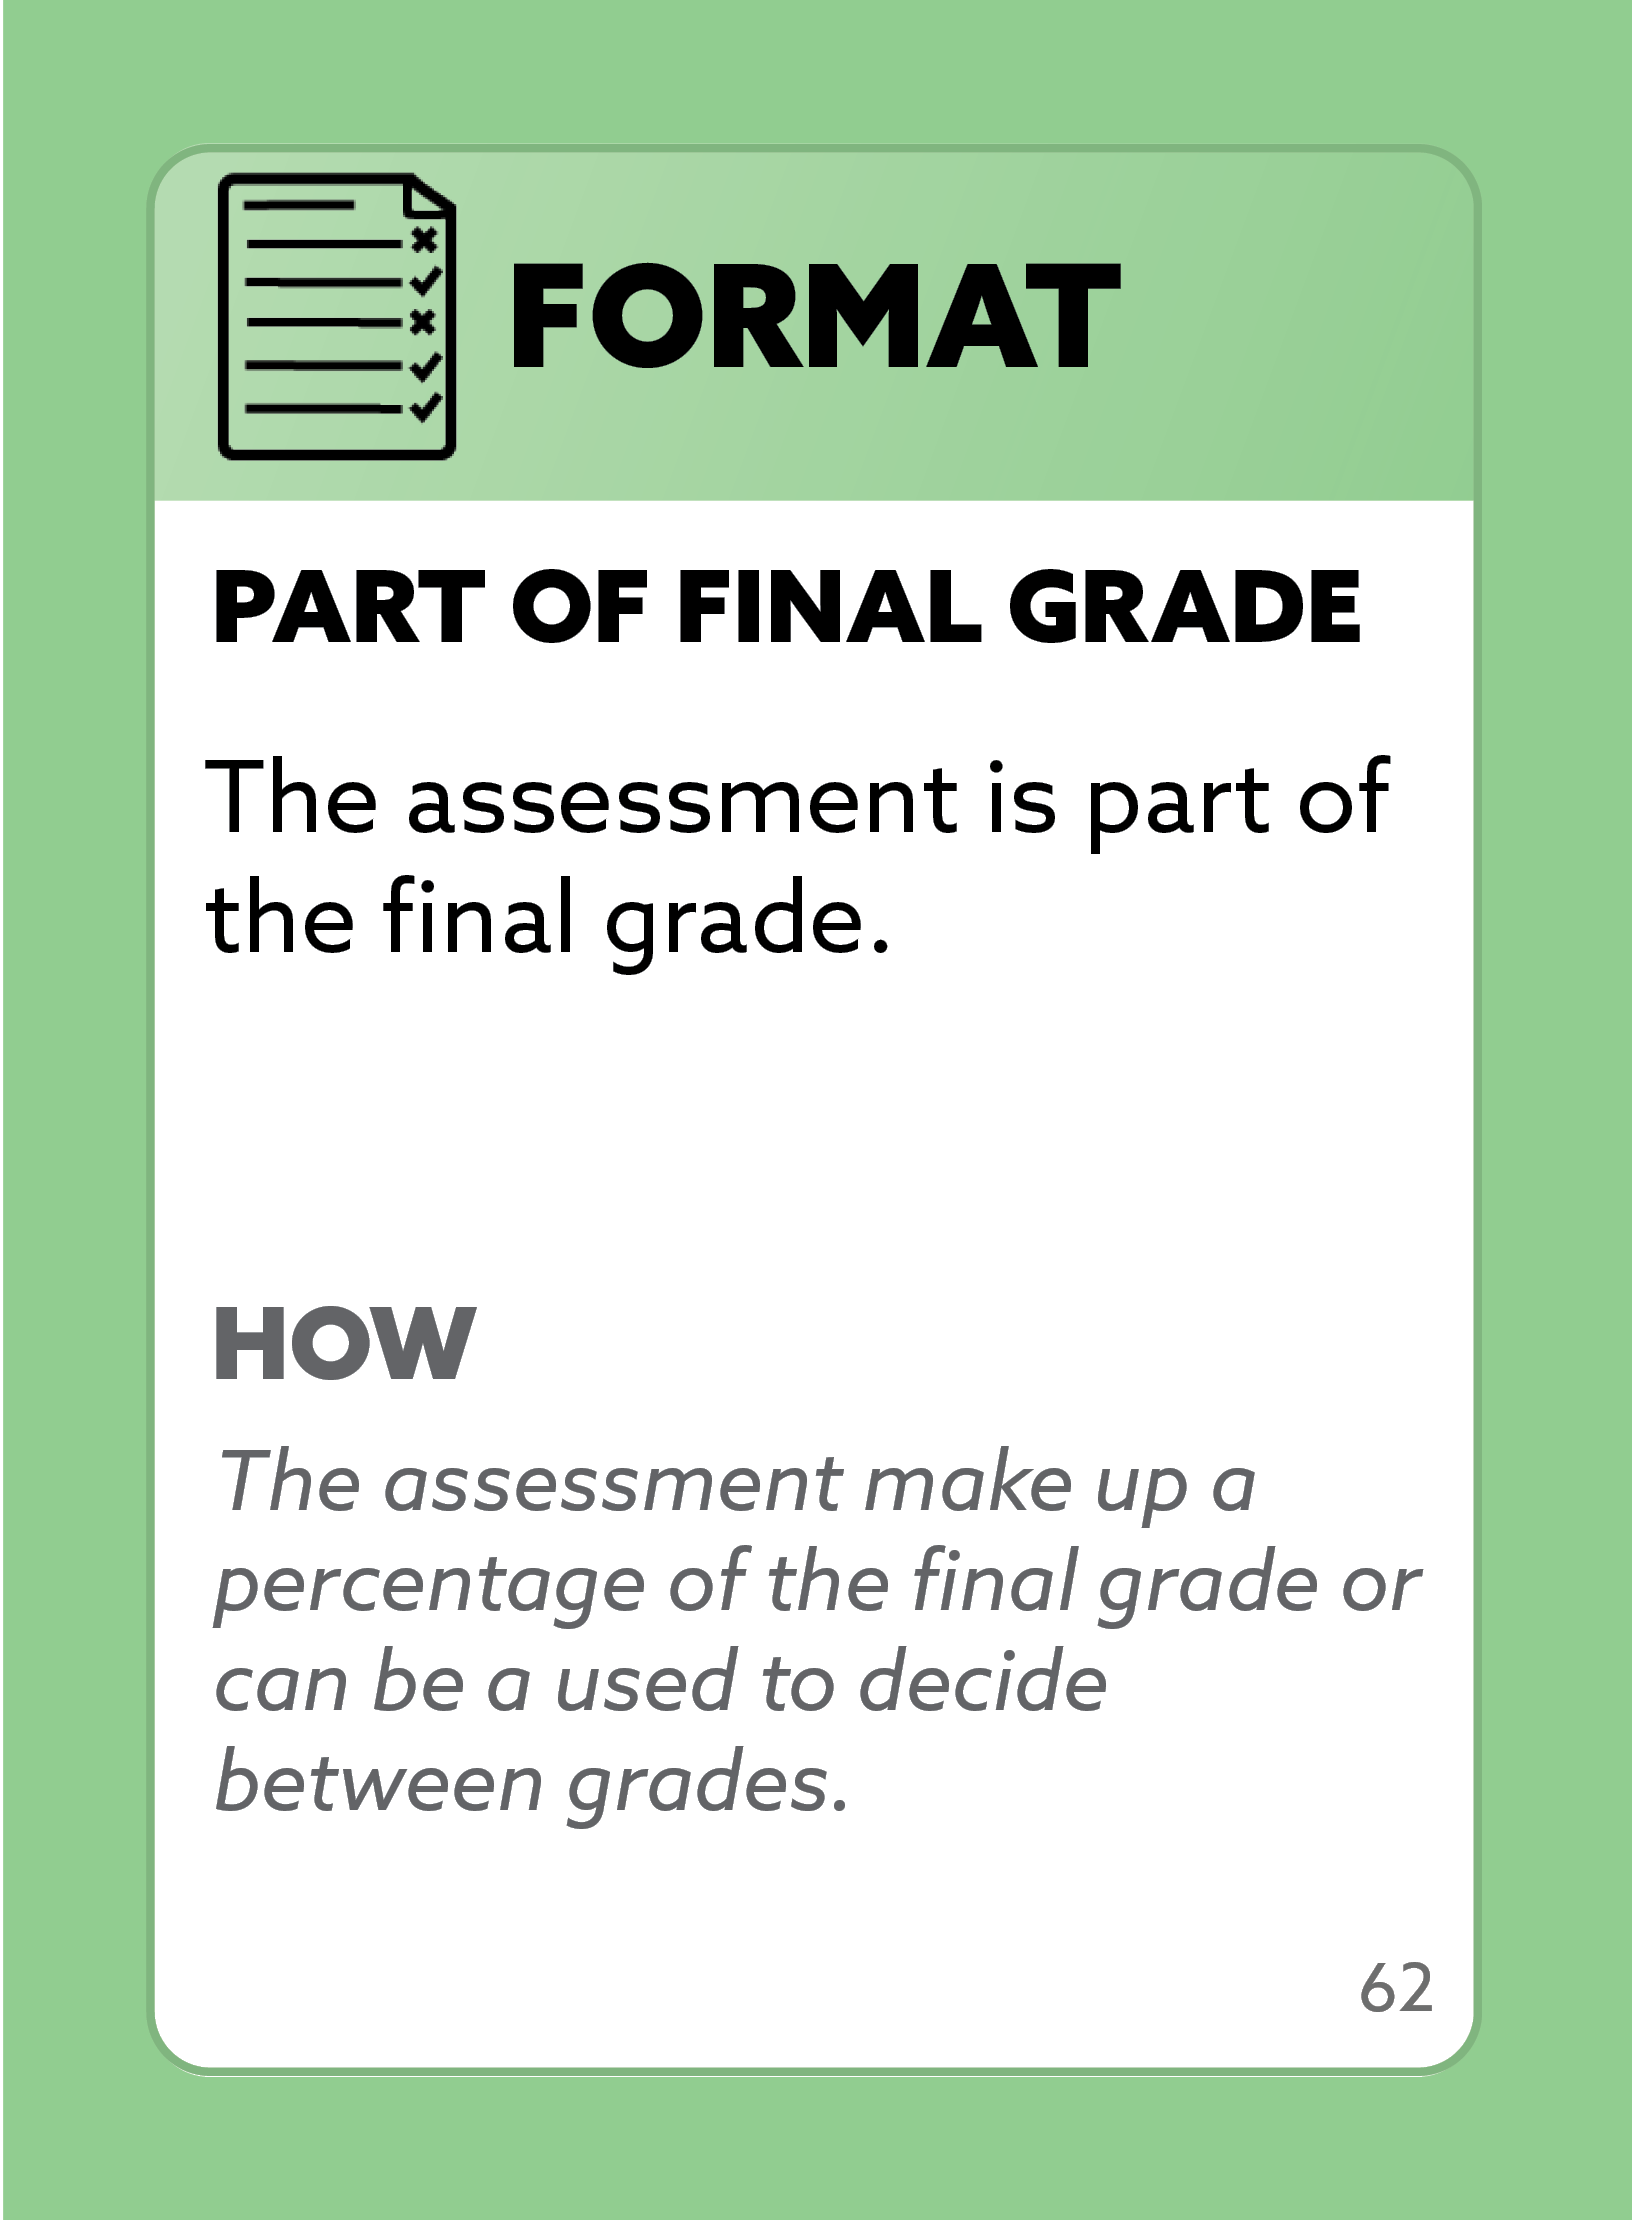 FORMAT
PART OF FINAL GRADE
The assessment is part of
the final grade.
HOW
The assessment make up a
percentage of the final grade or
can be a used to decide
between grades.
62